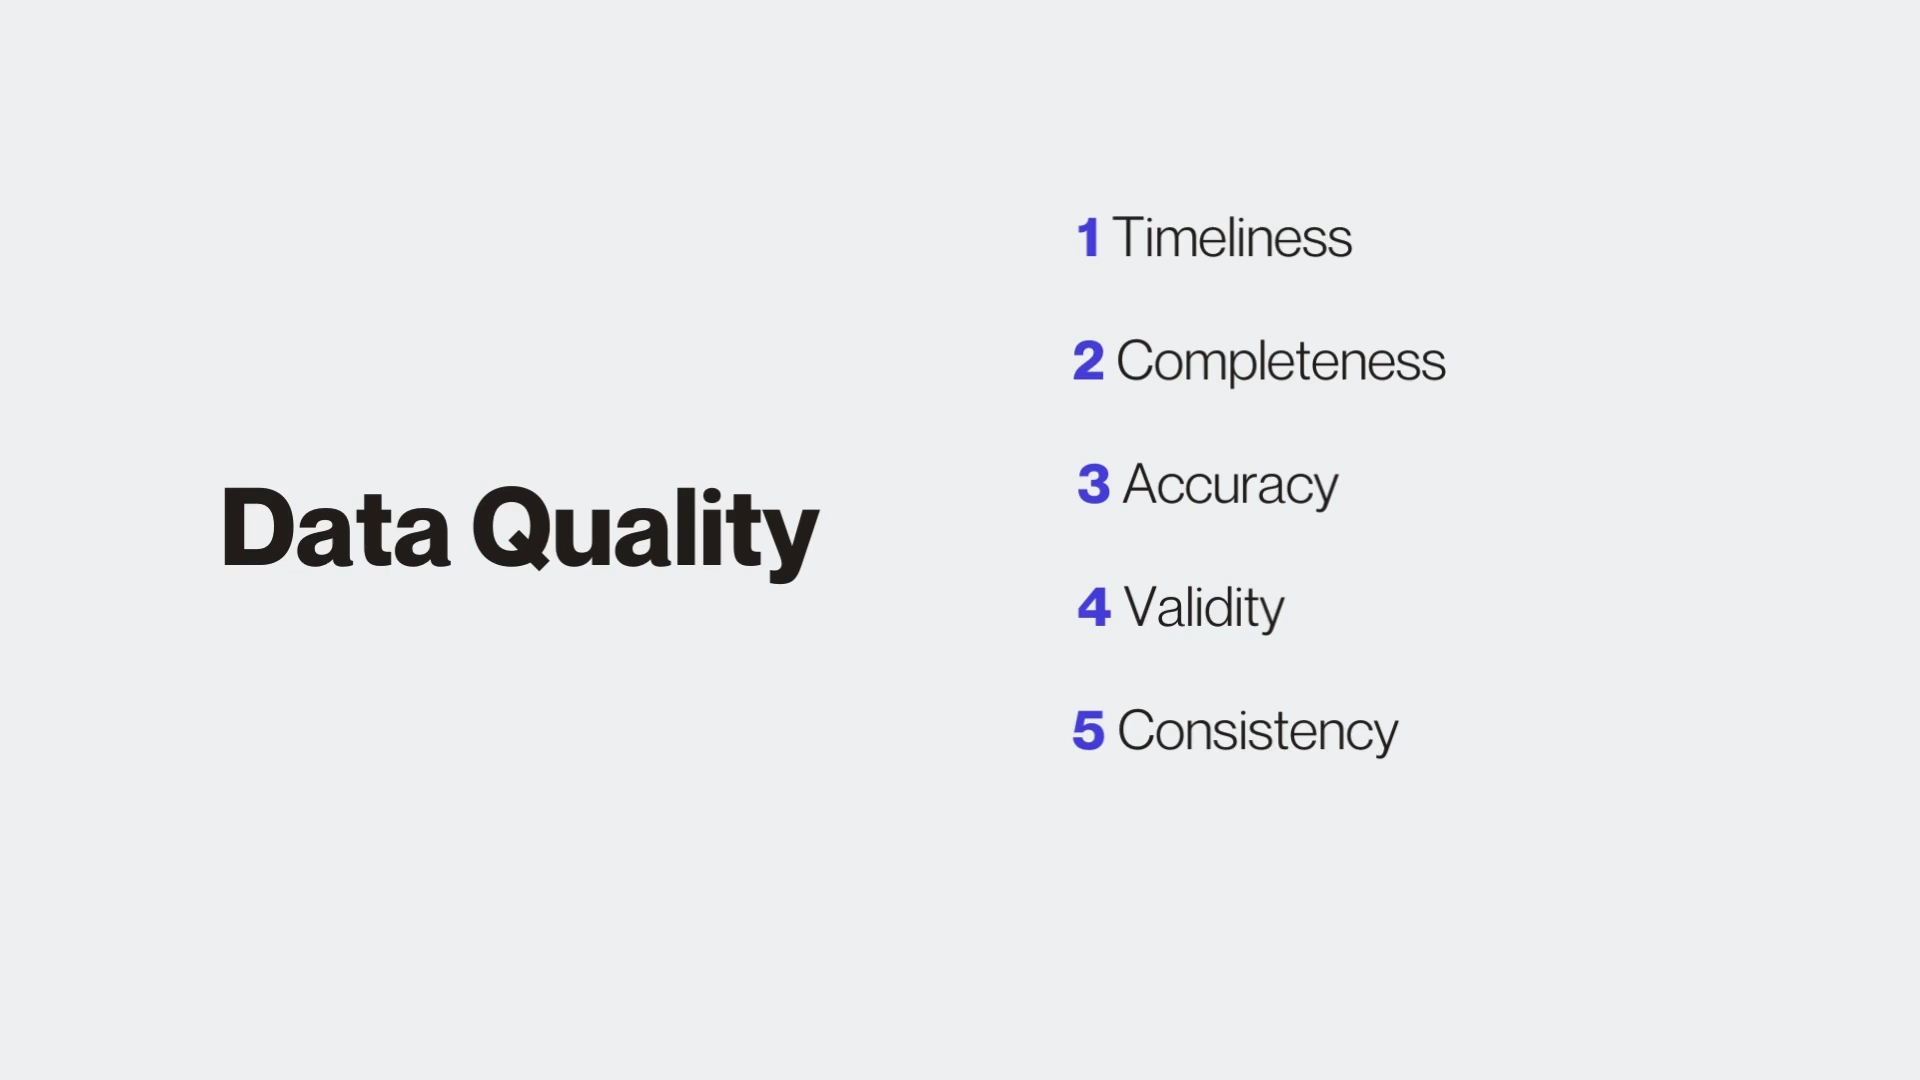 Data Quality
1 Timeliness
2 Completeness
3 Accuracy
4 Validity
5 Consistency